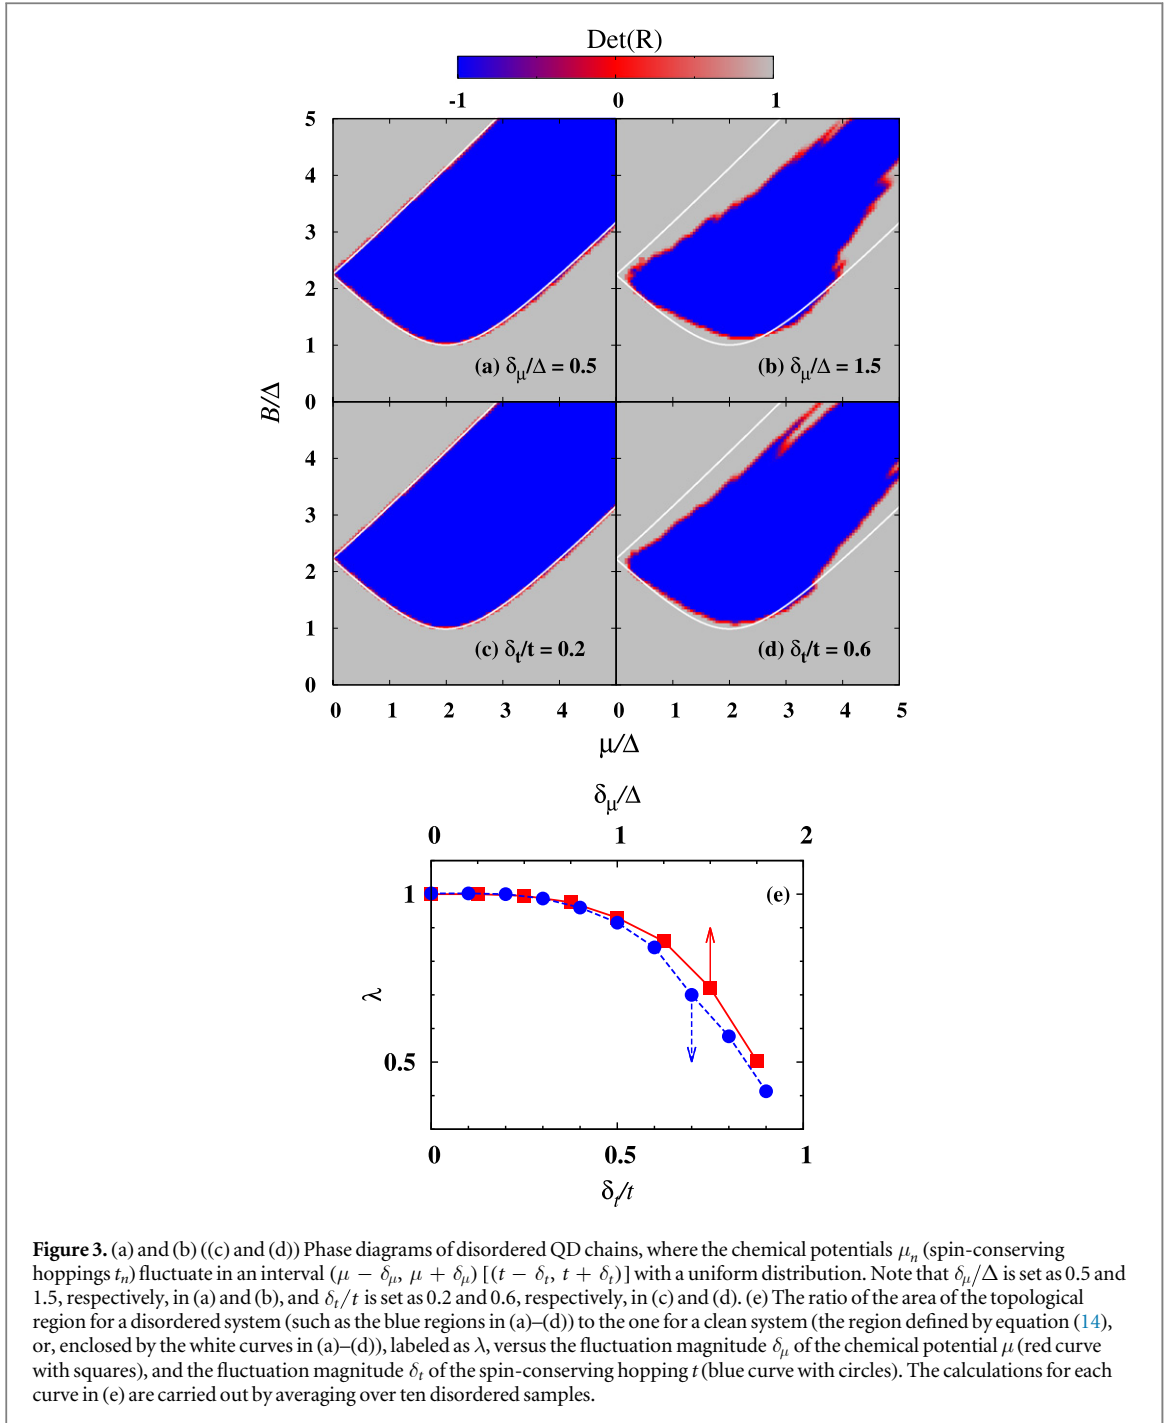 Det(R)
-1 0 1
5
4
3
2
1
0
B/Δ
(a) δμ/Δ = 0.5
(b) δμ/Δ = 1.5
4
3
2
1
0
(c) δt/t = 0.2
(d) δt/t = 0.6
0 1 2 3 4 0 1 2 3 4 5
μ/Δ
δμ/Δ
0 1 2
(e)
1
λ
0.5
0 0.5 1
δt/t
Figure 3. (a) and (b) ((c) and (d)) Phase diagrams of disordered QD chains, where the chemical potentials μn (spin-conserving
hoppings tn) fluctuate in an interval (μ − δμ, μ + δμ) [(t − δt, t + δt)] with a uniform distribution. Note that δμ/Δ is set as 0.5 and
1.5, respectively, in (a) and (b), and δt/t is set as 0.2 and 0.6, respectively, in (c) and (d). (e) The ratio of the area of the topological
region for a disordered system (such as the blue regions in (a)–(d)) to the one for a clean system (the region defined by equation (14),
or, enclosed by the white curves in (a)–(d)), labeled as λ, versus the fluctuation magnitude δμ of the chemical potential μ (red curve
with squares), and the fluctuation magnitude δt of the spin-conserving hopping t (blue curve with circles). The calculations for each
curve in (e) are carried out by averaging over ten disordered samples.